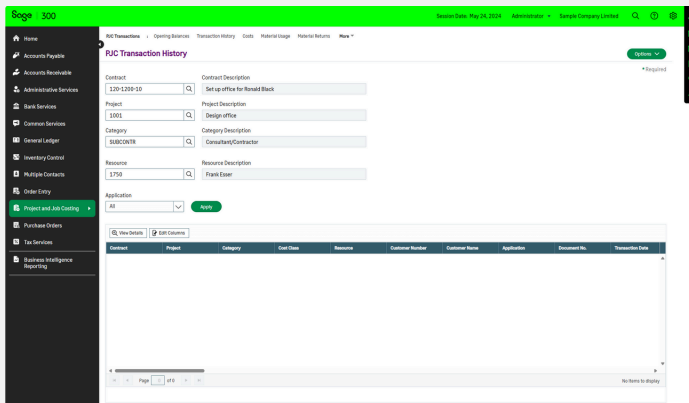 Sage 300
Session Date: May 24, 2024 Administrator Sample Company Limited
Home
Accounts Payable
Accounts Receivable
Administrative Services
Bank Services
Common Services
General Ledger
Inventory Control
Multiple Contacts
Order Entry
Project and Job Costing
Purchase Orders
Tax Services
Business Intelligence
Reporting
PJC Transactions Opening Balances Transaction History Costs Material Usage Material Returns More
PJC Transaction History
Options
* Required
Contract Contract Description
120-1200-10 Set up office for Ronald Black
Project Project Description
1001 Design office
Category Category Description
SUBCONTR Consultant/Contractor
Resource Resource Description
1750 Frank Esser
Application
All Apply
View Details Edit Columns
Contract Project Category Cost Class Resource Customer Number Customer Name Application Document No. Transaction Date
Page 0 of 0
No items to display